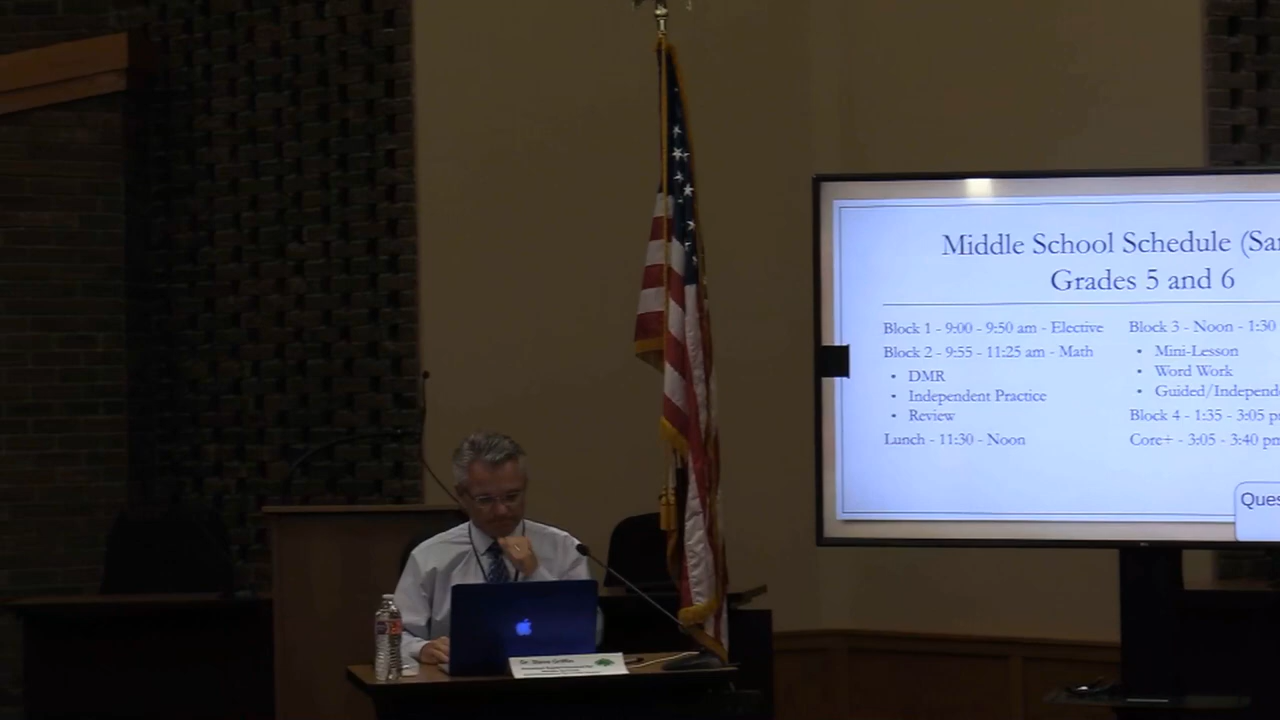 Middle School Schedule (Sa
Grades 5 and 6
Block 1 - 9:00 - 9:50 am - Elective
Block 2 - 9:55 - 11:25 am - Math
• DMR
• Independent Practice
• Review
Lunch - 11:30 - Noon
Block 3 - Noon - 1:30
• Mini-Lesson
• Word Work
• Guided/Independ
Block 4 - 1:35 - 3:05 p
Core+ - 3:05 - 3:40 pm
Ques
Dr. Steve Griffin